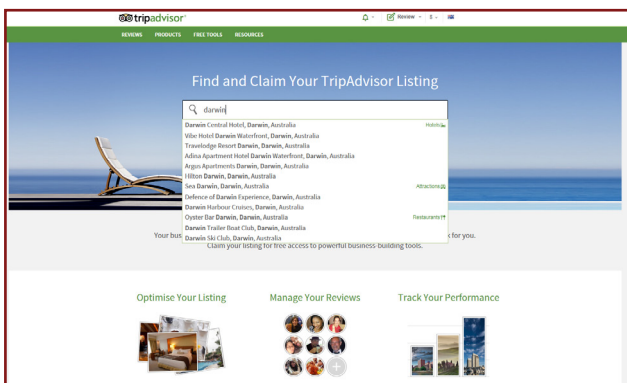 tripadvisor®
Review
REVIEWS PRODUCTS FREE TOOLS RESOURCES
Find and Claim Your TripAdvisor Listing
darwin
Darwin Central Hotel, Darwin, Australia Hotels
Vibe Hotel Darwin Waterfront, Darwin, Australia
Travelodge Resort Darwin, Darwin, Australia
Adina Apartment Hotel Darwin Waterfront, Darwin, Australia
Argus Apartments Darwin, Darwin, Australia
Hilton Darwin, Darwin, Australia
Sea Darwin, Darwin, Australia Attractions
Defence of Darwin Experience, Darwin, Australia
Darwin Harbour Cruises, Darwin, Australia
Oyster Bar Darwin, Darwin, Australia Restaurants
Darwin Trailer Boat Club, Darwin, Australia
Your bus k for you.
Darwin Ski Club, Darwin, Australia
Claim your listing for free access to powerful business-building tools.
Optimise Your Listing Manage Your Reviews Track Your Performance